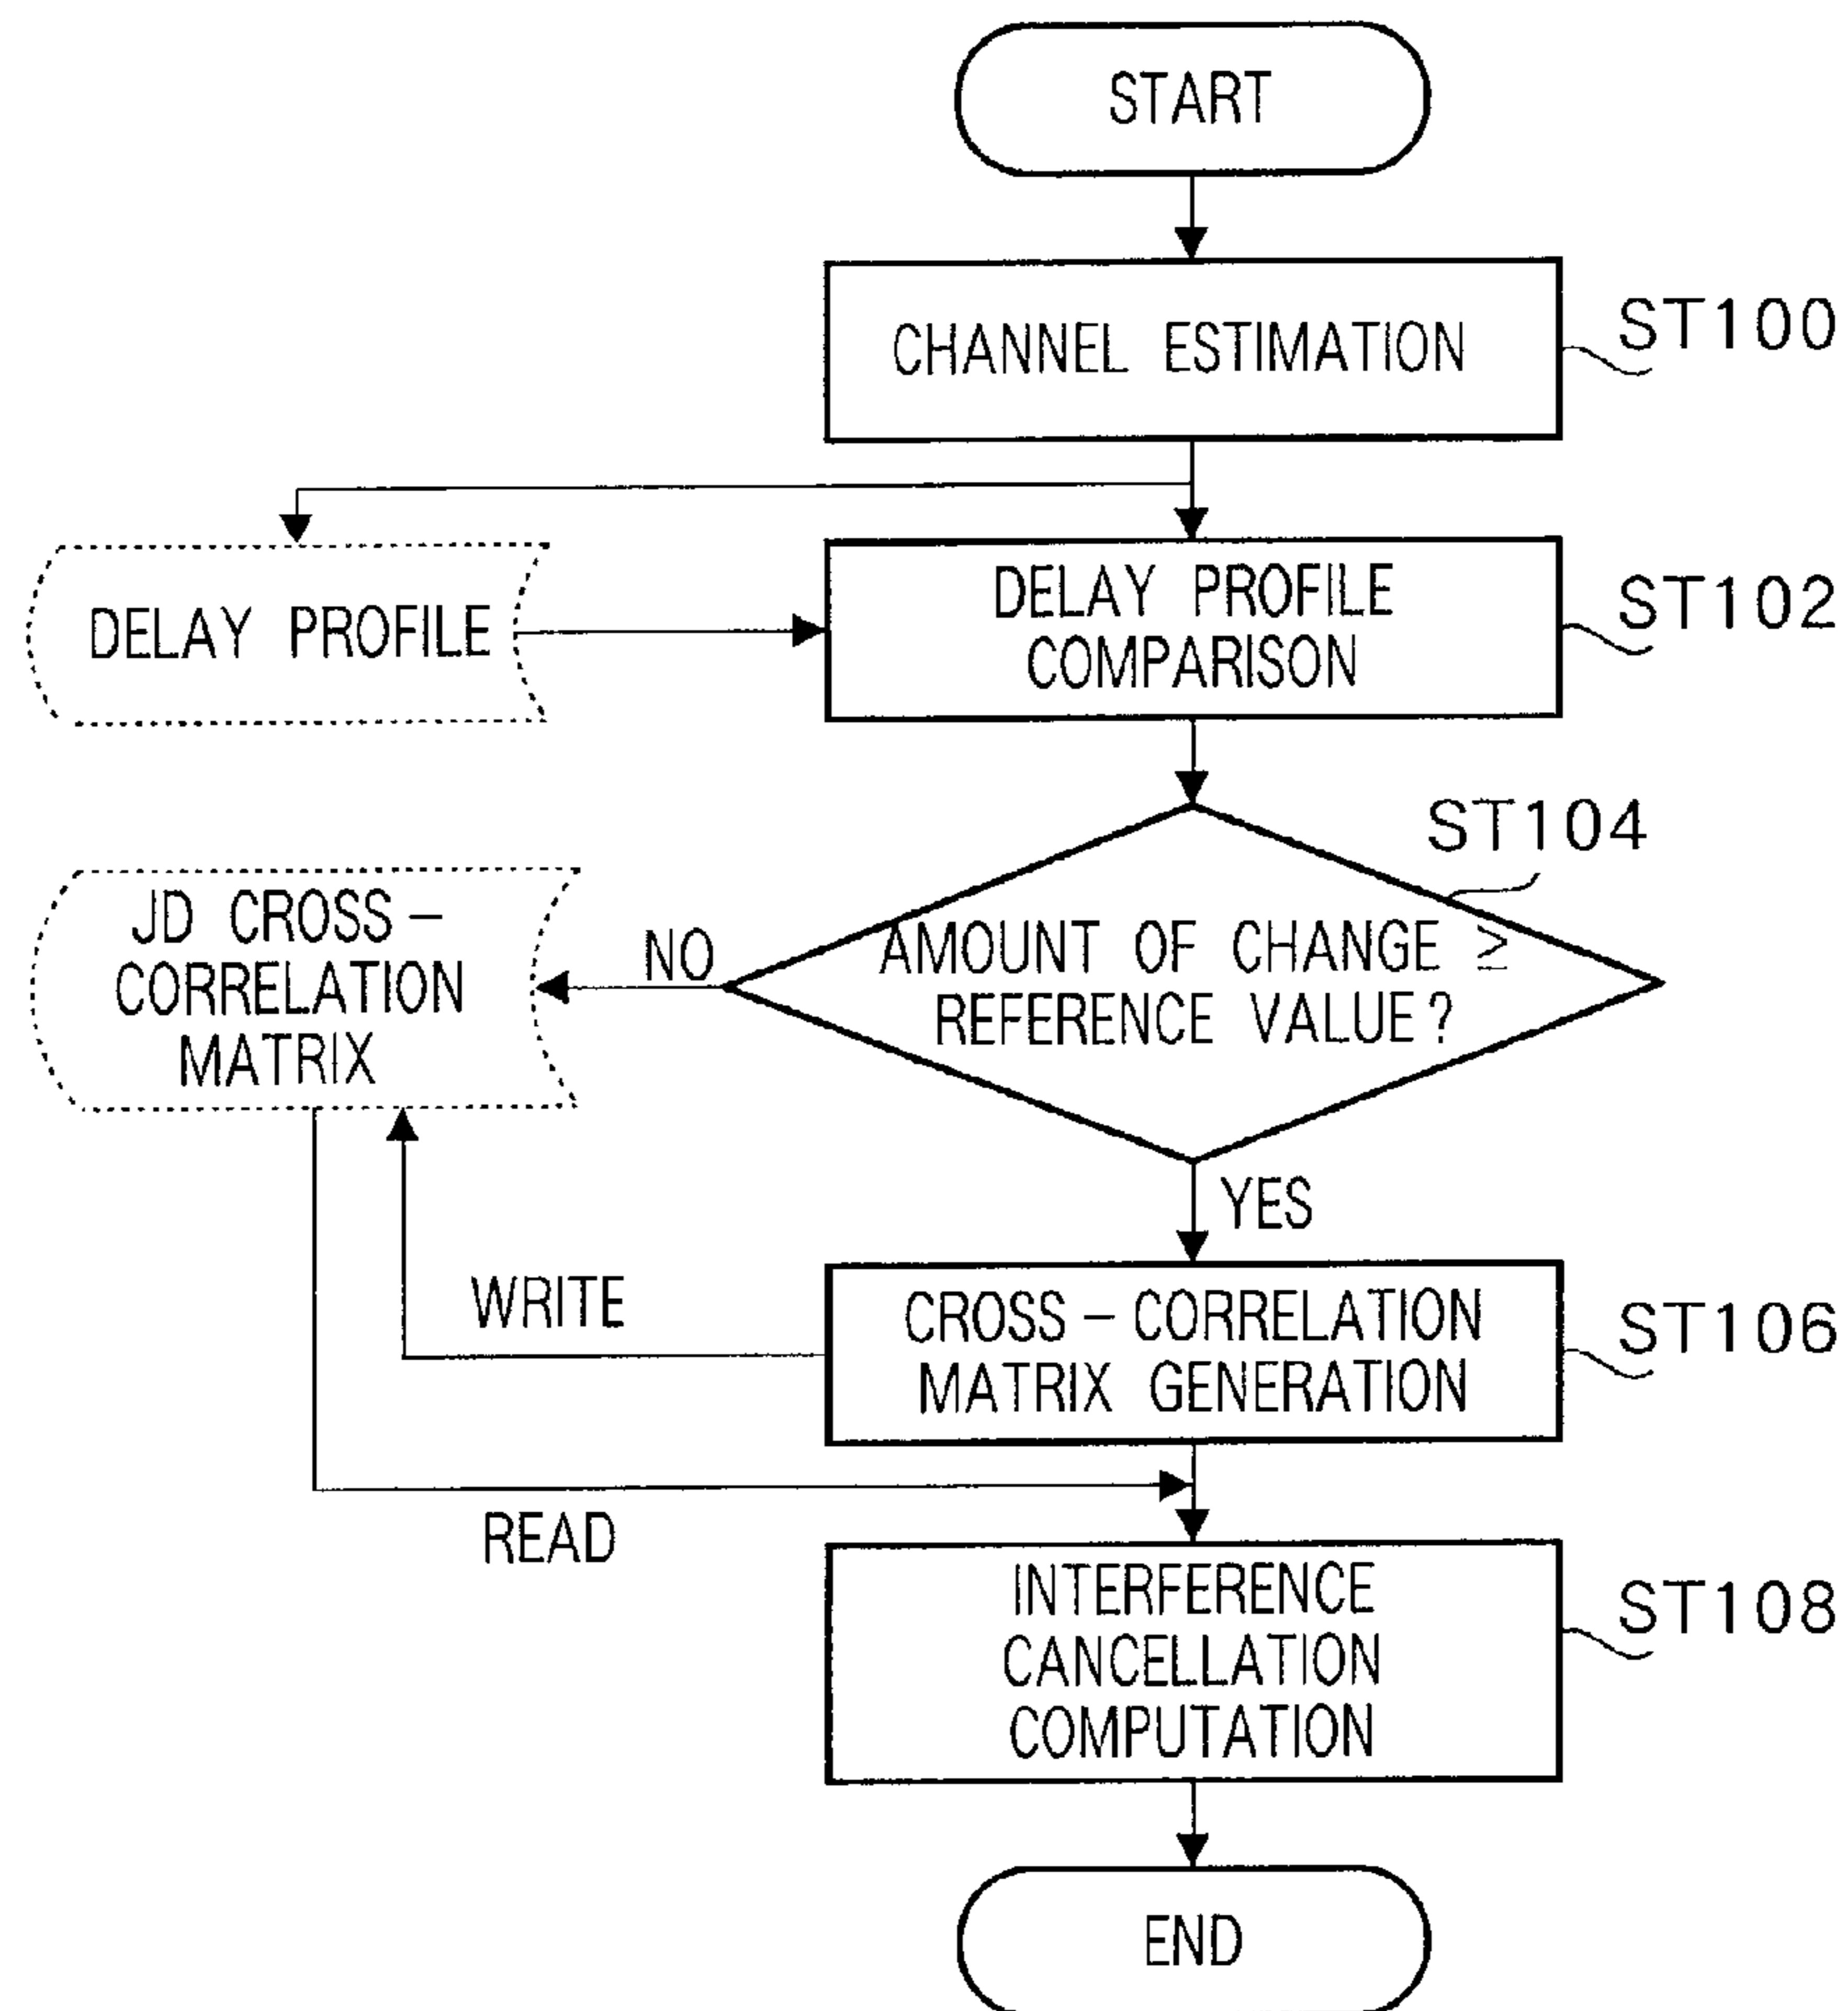 START
CHANNEL ESTIMATION
ST100
DELAY PROFILE
DELAY PROFILE
COMPARISON
ST102
ST104
AMOUNT OF CHANGE ≥
REFERENCE VALUE?
NO
JD CROSS-
CORRELATION
MATRIX
YES
WRITE
CROSS-CORRELATION
MATRIX GENERATION
ST106
READ
INTERFERENCE
CANCELLATION
COMPUTATION
ST108
END